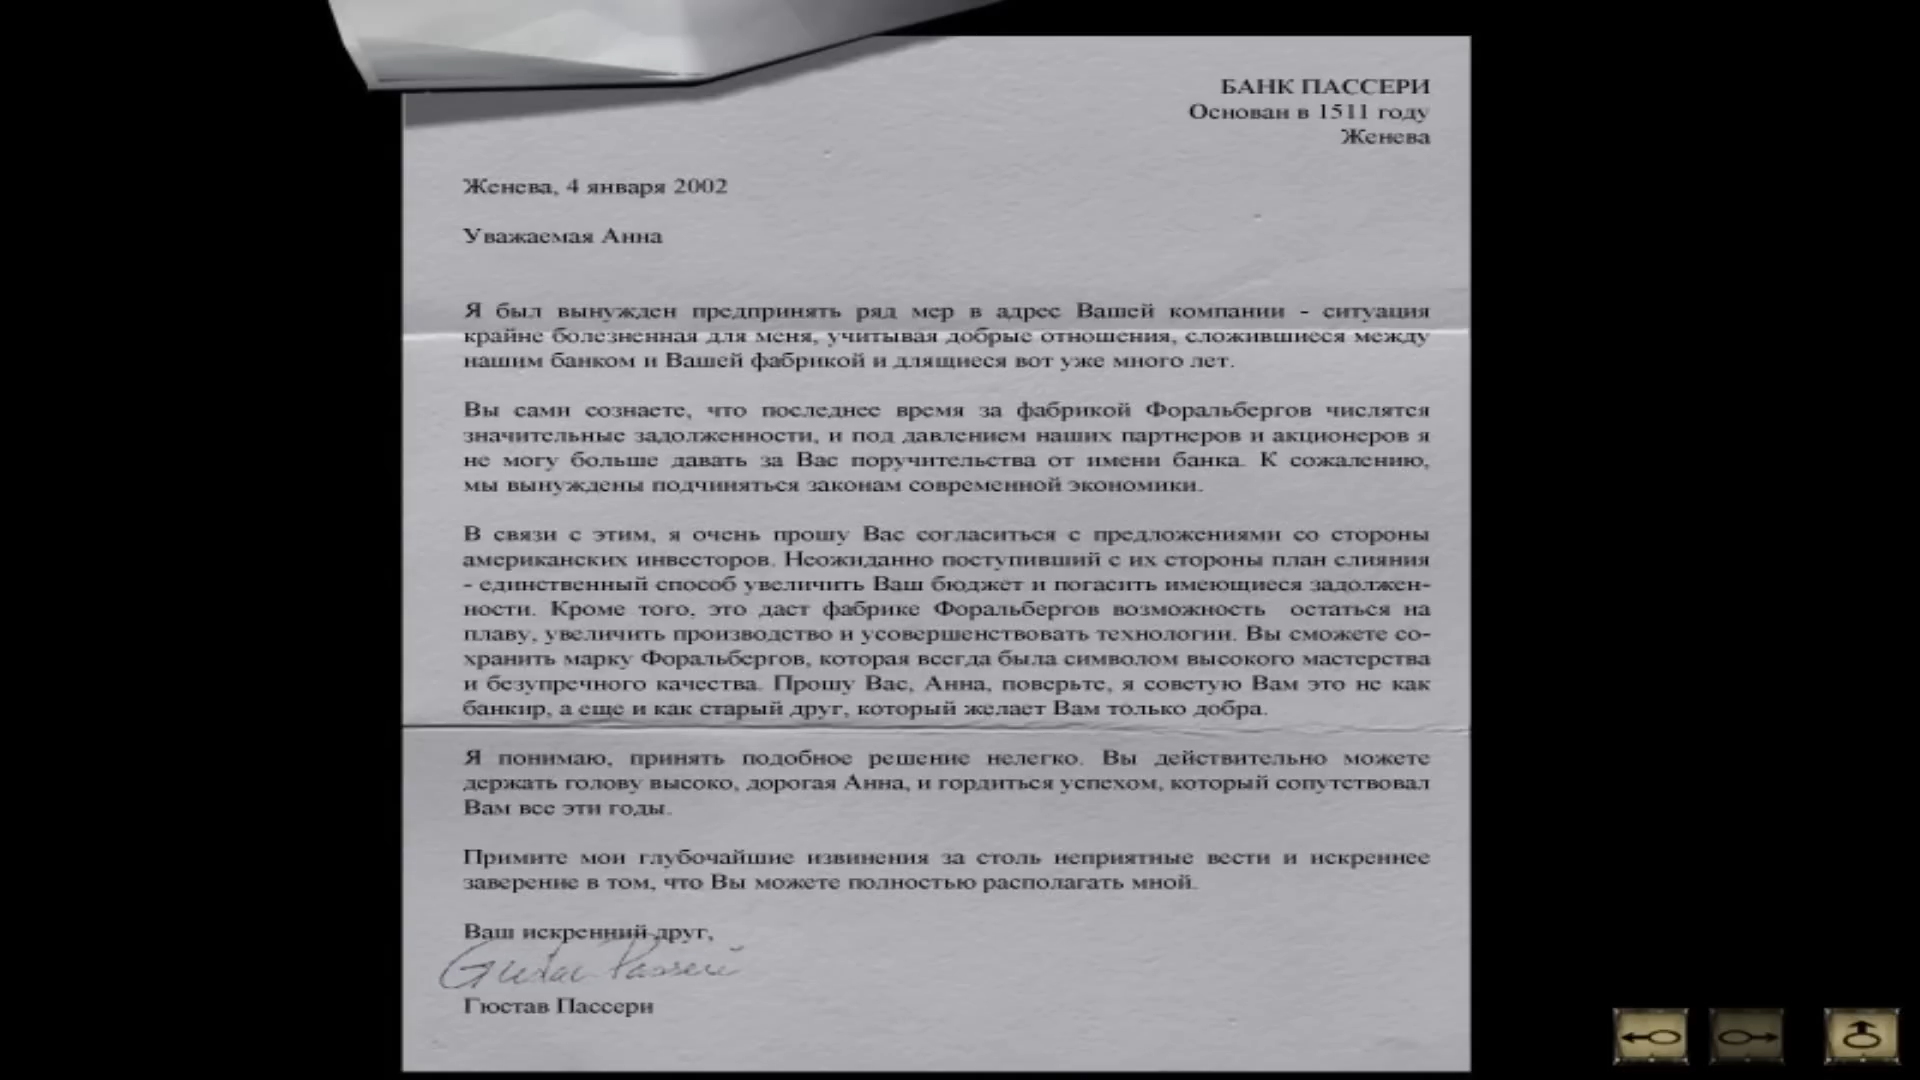 БАНК ПАССЕРИ
Основан в 1511 году
Женева
Женева, 4 января 2002
Уважаемая Анна
Я был вынужден предпринять ряд мер в адрес Вашей компании - ситуация
крайне болезненная для меня, учитывая добрые отношения, сложившиеся между
нашим банком и Вашей фабрикой и длящиеся вот уже много лет.
Вы сами сознаете, что последнее время за фабрикой Форальбергов числятся
значительные задолженности, и под давлением наших партнеров и акционеров я
не могу больше давать за Вас поручительства от имени банка. К сожалению,
мы вынуждены подчиняться законам современной экономики.
В связи с этим, я очень прошу Вас согласиться с предложениями со стороны
американских инвесторов. Неожиданно поступивший с их стороны план слияния
- единственный способ увеличить Ваш бюджет и погасить имеющиеся задолжен-
ности. Кроме того, это даст фабрике Форальбергов возможность остаться на
плаву, увеличить производство и усовершенствовать технологии. Вы сможете со-
хранить марку Форальбергов, которая всегда была символом высокого мастерства
и безупречного качества. Прошу Вас, Анна, поверьте, я советую Вам это не как
банкир, а еще и как старый друг, который желает Вам только добра.
Я понимаю, принять подобное решение нелегко. Вы действительно можете
держать голову высоко, дорогая Анна, и гордиться успехом, который сопутствовал
Вам все эти годы.
Примите мои глубочайшие извинения за столь неприятные вести и искреннее
заверение в том, что Вы можете полностью располагать мной.
Ваш искренний друг,
Gustav Passeri
Гюстав Пассери